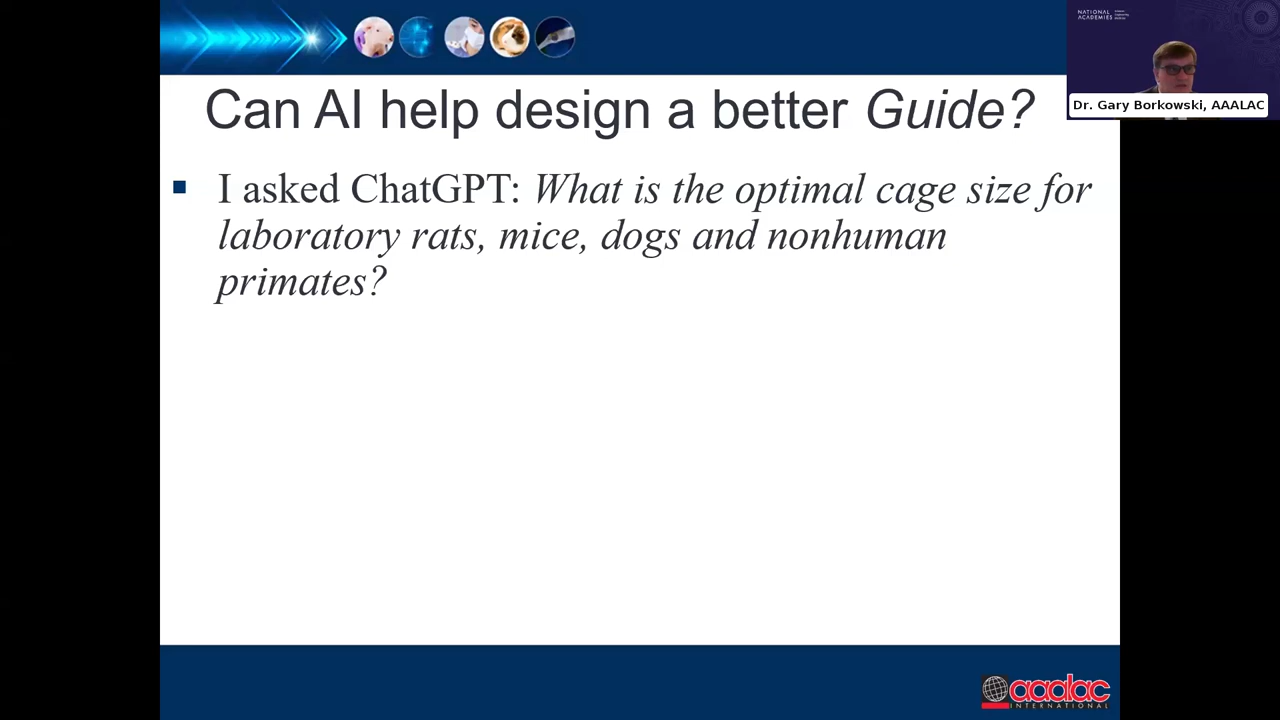 NATIONAL
ACADEMIES
Dr. Gary Borkowski, AAALAC
Can AI help design a better Guide?
I asked ChatGPT: What is the optimal cage size for
laboratory rats, mice, dogs and nonhuman
primates?
aaalac
INTERNATIONAL